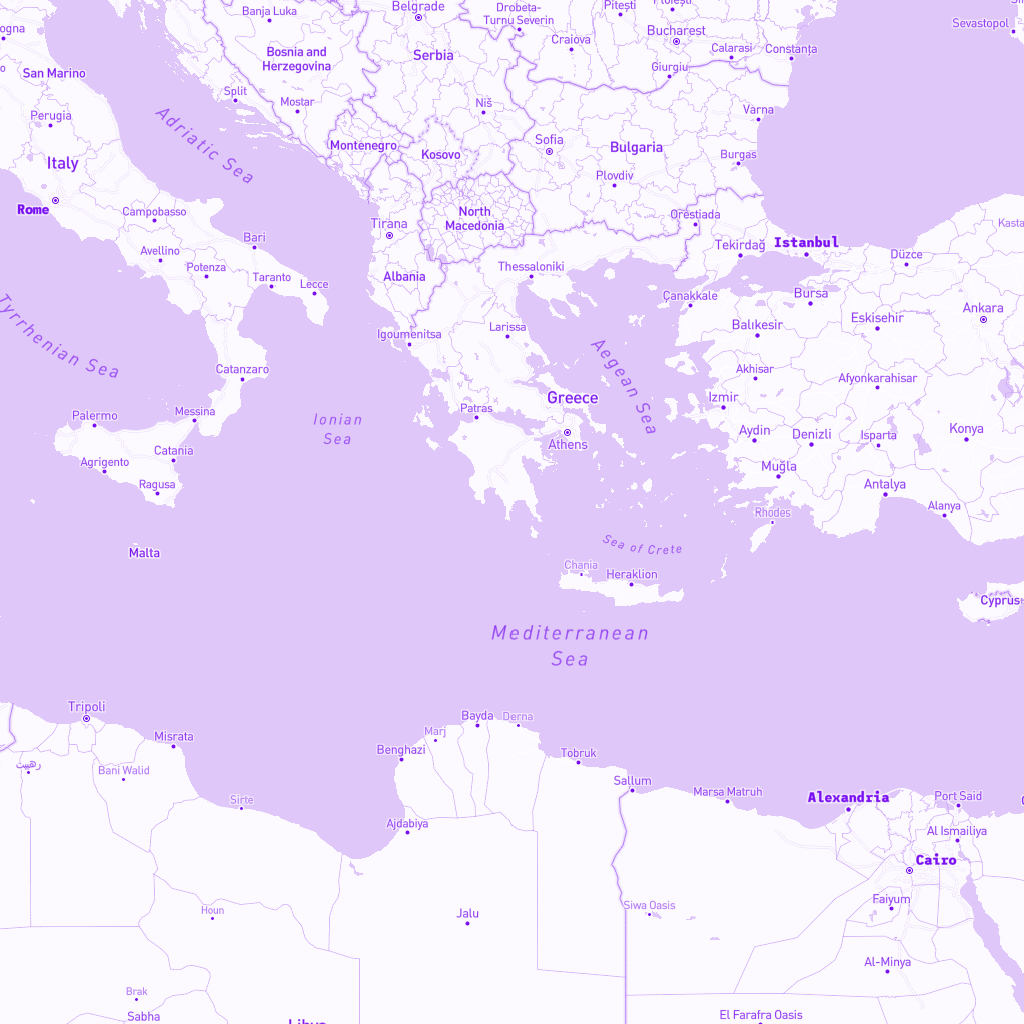 Banja Luka
Belgrade
Drobeta-
Turnu Severin
Pitești
Ploiești
Sevastopol
Craiova
Bucharest
Calarasi
Constanța
Giurgiu
Bosnia and
Herzegovina
Serbia
San Marino
Split
Mostar
Niš
Varna
Perugia
Adriatic Sea
Montenegro
Kosovo
Sofia
Bulgaria
Burgas
Italy
Plovdiv
Rome
Campobasso
Tirana
North
Macedonia
Orestiada
Tekirdağ
Istanbul
Kasta
Düzce
Bari
Avellino
Potenza
Taranto
Lecce
Albania
Thessaloniki
Çanakkale
Bursa
Ankara
Eskisehir
Tyrrhenian Sea
Igoumenitsa
Larissa
Balıkesir
Aegean Sea
Catanzaro
Akhisar
Afyonkarahisar
Greece
Izmir
Palermo
Messina
Ionian
Sea
Patras
Athens
Aydin
Denizli
Isparta
Konya
Agrigento
Catania
Ragusa
Muğla
Antalya
Alanya
Rhodes
Malta
Sea of Crete
Chania
Heraklion
Cyprus
Mediterranean
Sea
Tripoli
Misrata
Bayda
Derna
Marj
Benghazi
Tobruk
Bani Walid
Sirte
Sallum
Marsa Matruh
Alexandria
Port Said
Ajdabiya
Al Ismailiya
Cairo
Faiyum
Houn
Jalu
Siwa Oasis
Al-Minya
Brak
Sabha
Libya
El Farafra Oasis